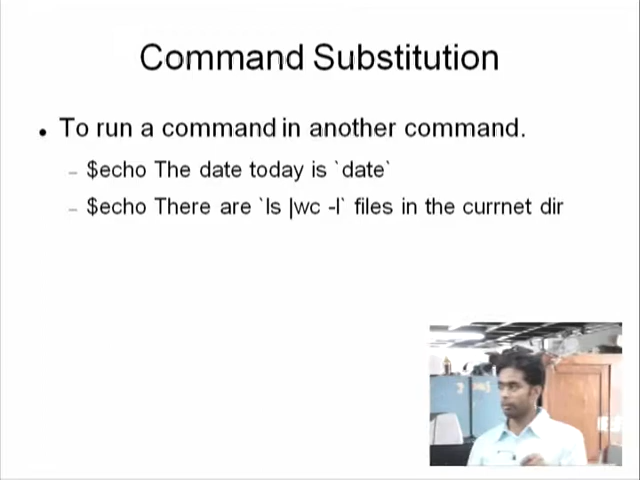 Command Substitution
• To run a command in another command.
– $echo The date today is `date`
– $echo There are `ls |wc -l` files in the currnet dir